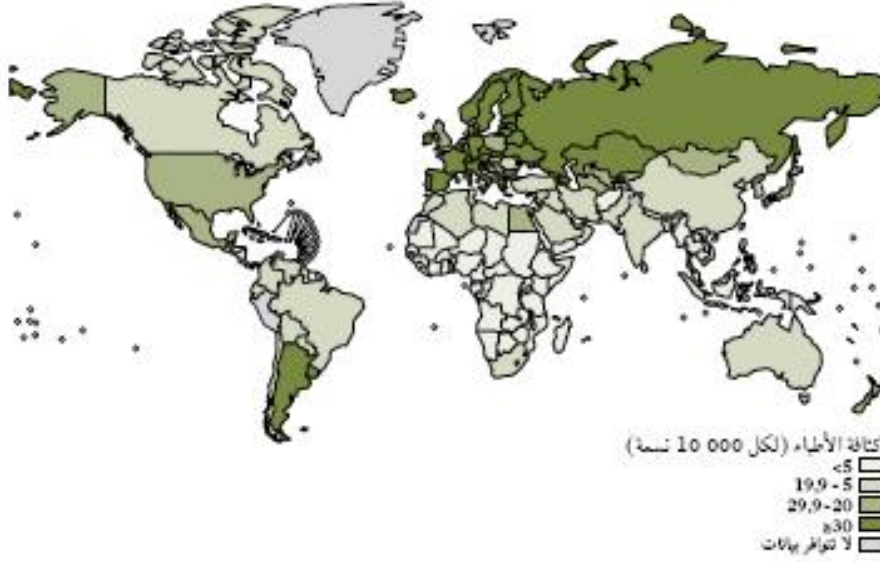 كثافة الأطباء (لكل 000 10 نسمة)
<5
19,9 - 5
29,9-20
≥30
لا تتوافر بيانات